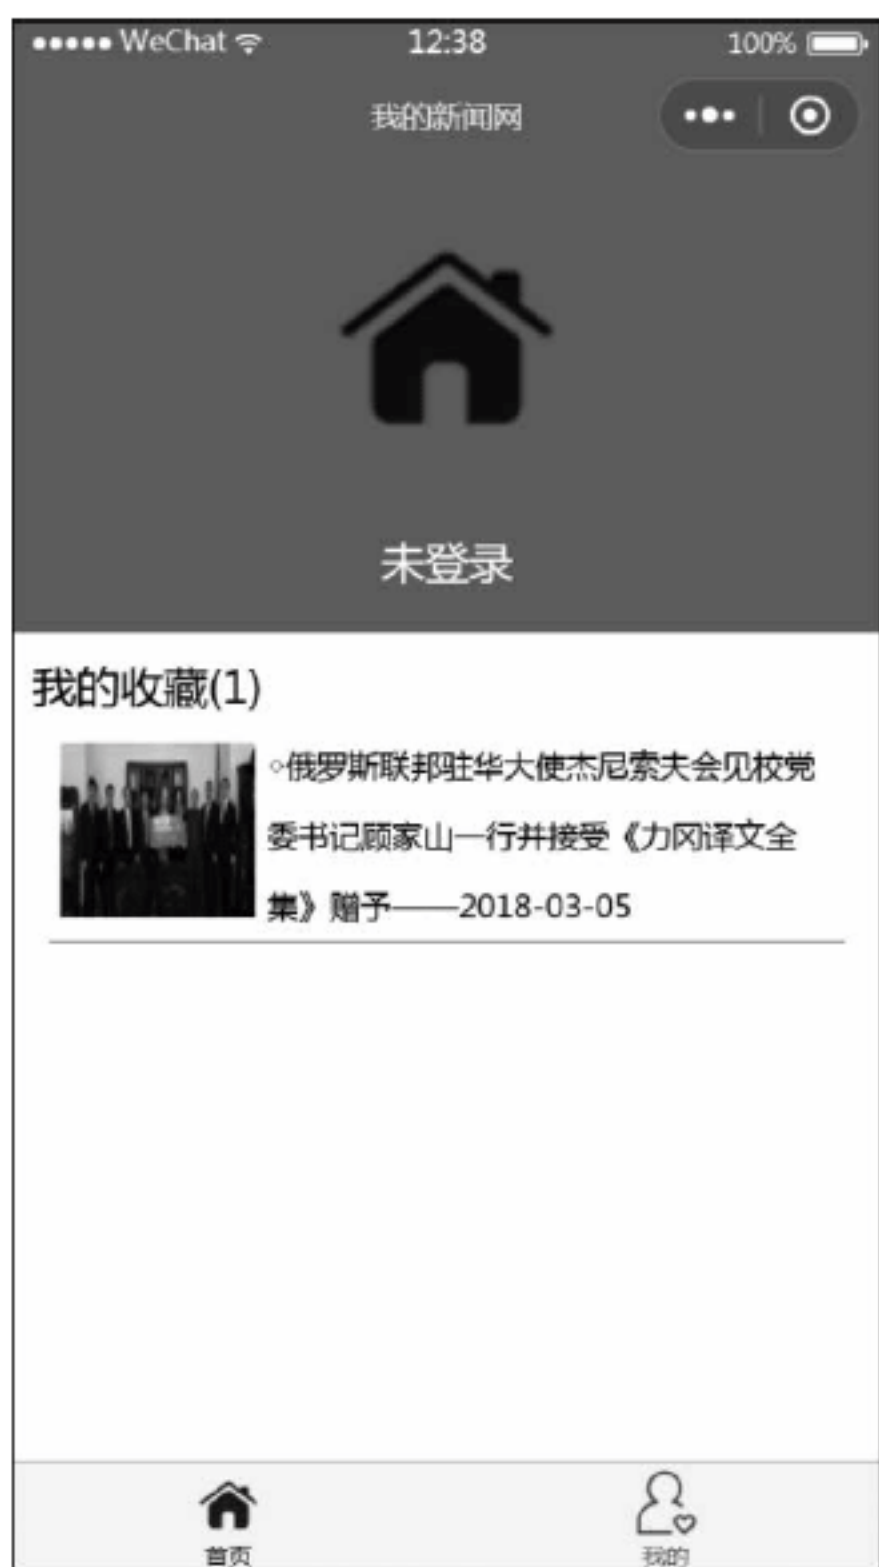 WeChat 12:38 100%
我的新闻网
未登录
我的收藏(1)
○俄罗斯联邦驻华大使杰尼索夫会见校党
委书记顾家山一行并接受《力冈译文全
集》赠予——2018-03-05
首页 我的